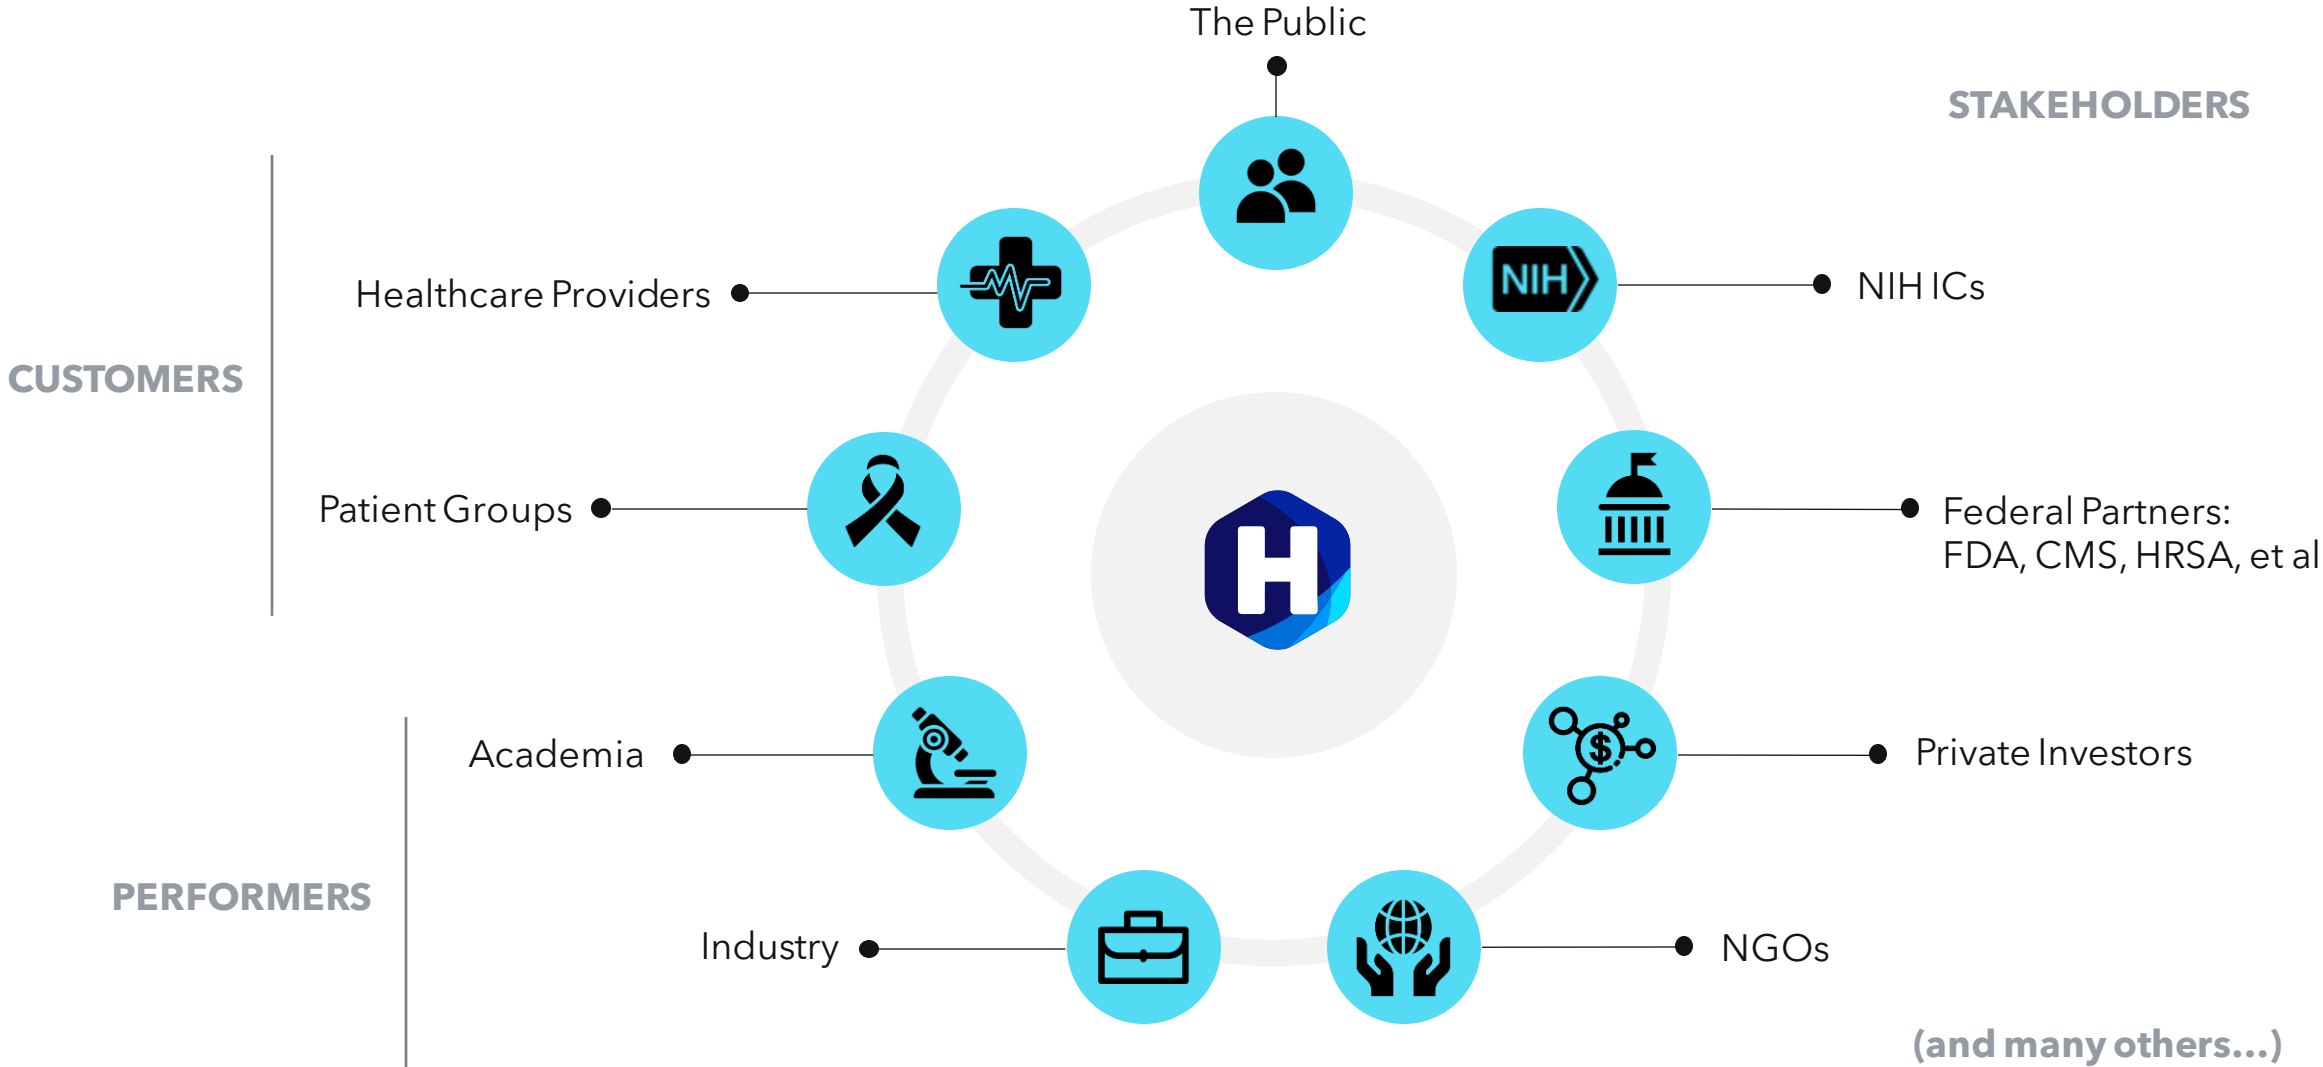 The Public
STAKEHOLDERS
NIH
NIH ICs
Healthcare Providers
CUSTOMERS
Patient Groups
Federal Partners:
FDA, CMS, HRSA, et al
H
$
Academia
Private Investors
PERFORMERS
Industry
NGOs
(and many others...)